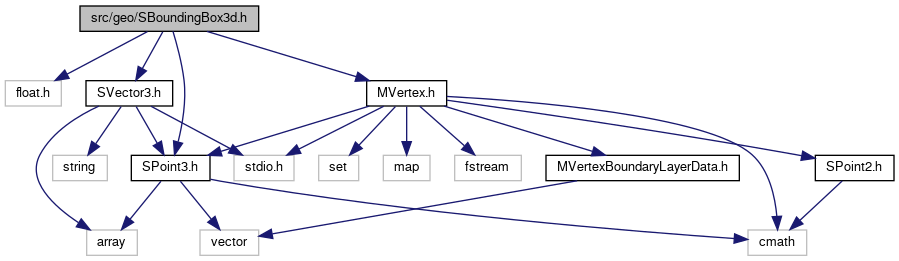 src/geo/SBoundingBox3d.h
float.h
SVector3.h
MVertex.h
string
SPoint3.h
stdio.h
set
map
fstream
MVertexBoundaryLayerData.h
SPoint2.h
array
vector
cmath